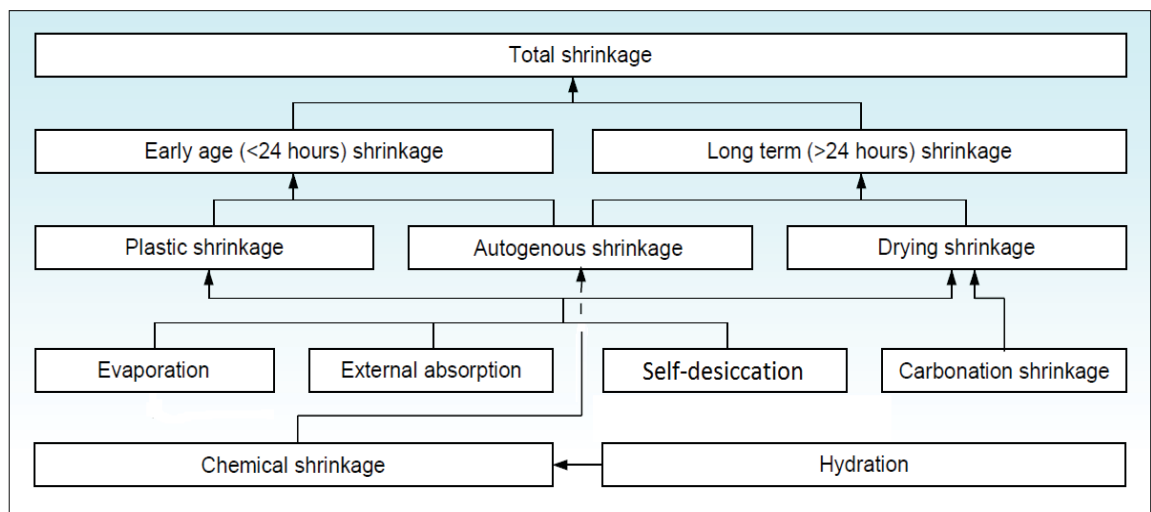 Total shrinkage
Early age (<24 hours) shrinkage
Long term (>24 hours) shrinkage
Plastic shrinkage
Autogenous shrinkage
Drying shrinkage
Evaporation
External absorption
Self-desiccation
Carbonation shrinkage
Chemical shrinkage
Hydration